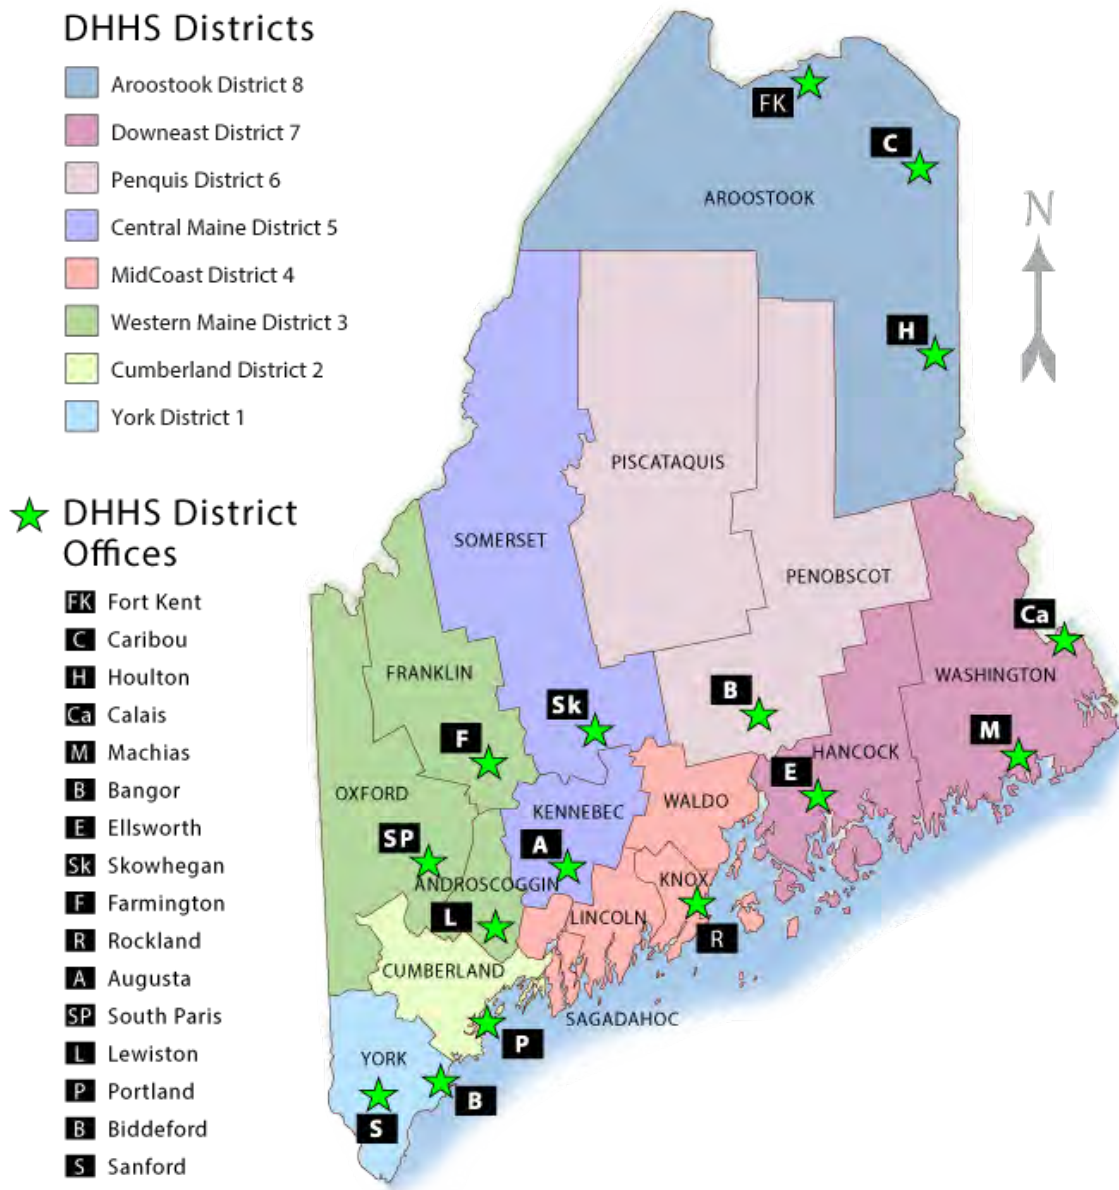 DHHS Districts
Aroostook District 8
Downeast District 7
Penquis District 6
Central Maine District 5
MidCoast District 4
Western Maine District 3
Cumberland District 2
York District 1
DHHS District
Offices
FK Fort Kent
C Caribou
H Houlton
Ca Calais
M Machias
B Bangor
E Ellsworth
Sk Skowhegan
F Farmington
R Rockland
A Augusta
SP South Paris
L Lewiston
P Portland
B Biddeford
S Sanford
FK
C
AROOSTOOK
N
H
PISCATAQUIS
SOMERSET
PENOBSCOT
Ca
FRANKLIN
WASHINGTON
B
Sk
F
M
HANCOCK
E
OXFORD
WALDO
KENNEBEC
SP
A
KNOX
ANDROSCOGGIN
L
LINCOLN
R
CUMBERLAND
SAGADAHOC
P
YORK
B
S